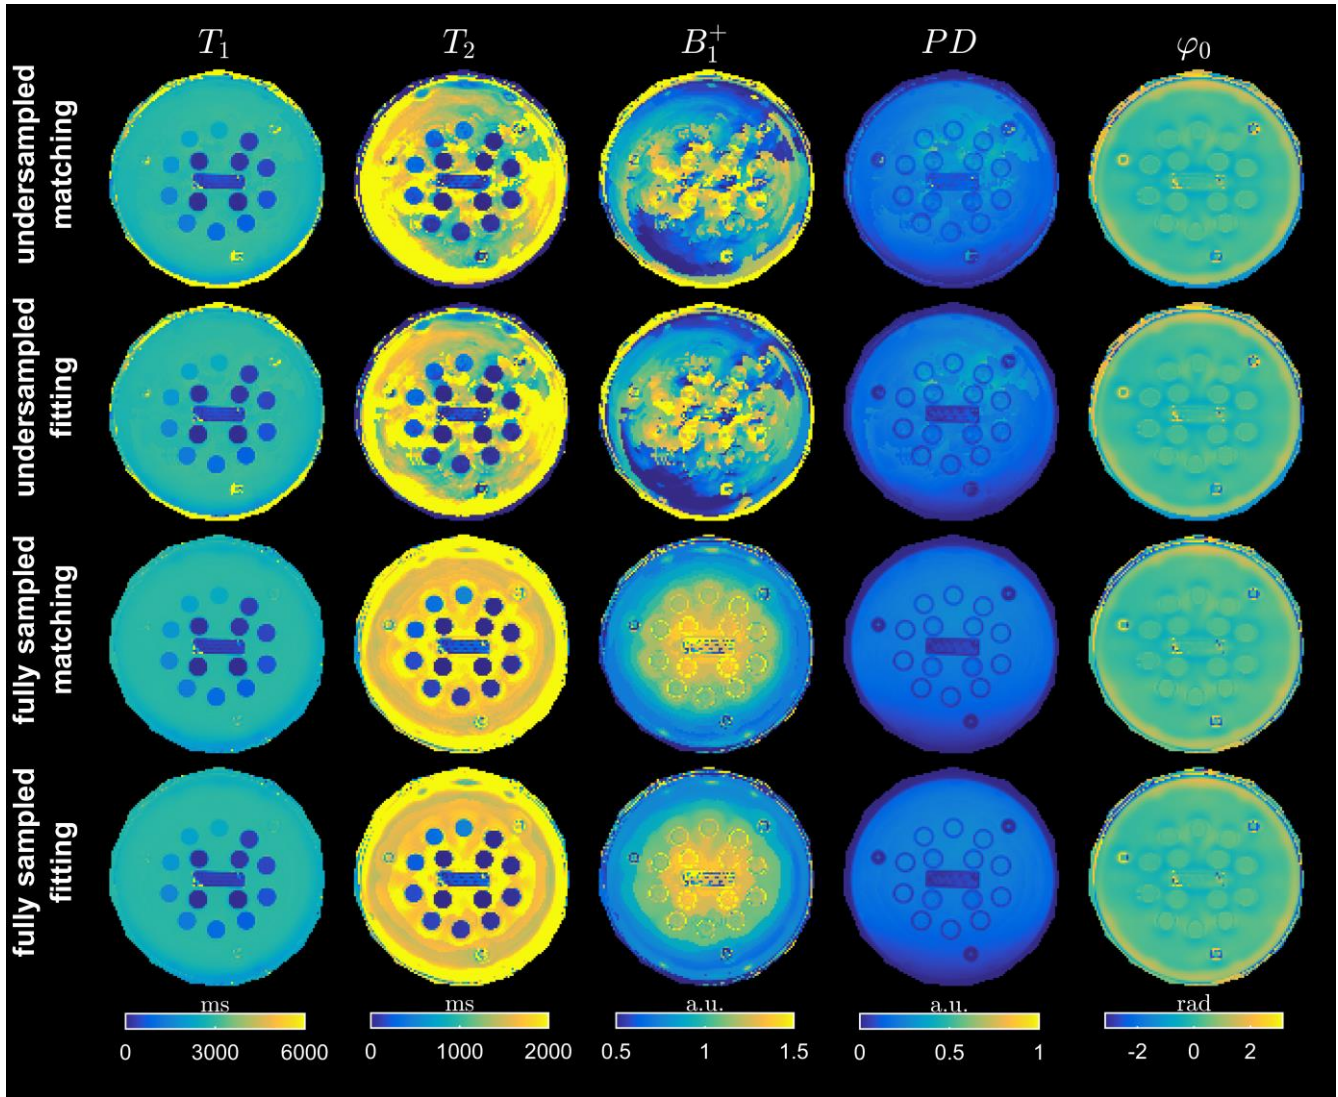 T₁ T₂ B₁⁺ PD φ₀
undersampled
matching
undersampled
fitting
fully sampled
matching
fully sampled
fitting
ms ms a.u. a.u. rad
0 3000 6000 0 1000 2000 0.5 1 1.5 0 0.5 1 -2 0 2